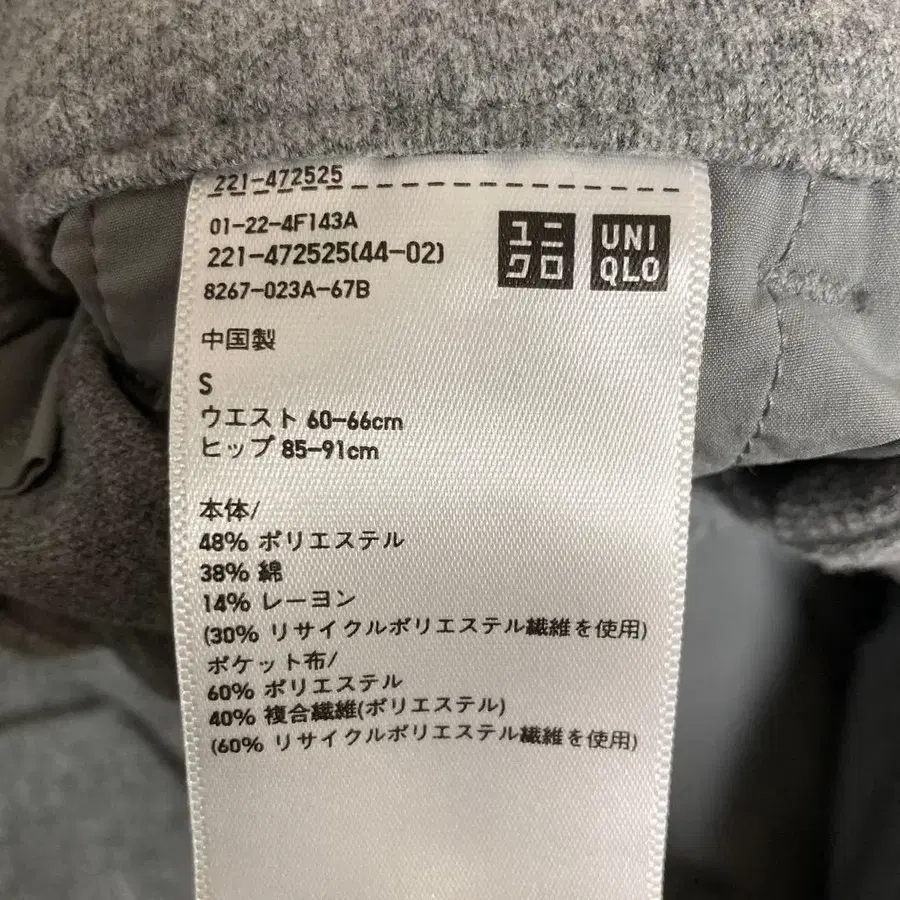 221-472525
01-22-4F143A
221-472525(44-02)
8267-023A-67B
ユニ
クロ
UNI
QLO
中国製
S
ウエスト 60-66cm
ヒップ 85-91cm
本体/
48% ポリエステル
38% 綿
14% レーヨン
(30% リサイクルポリエステル繊維を使用)
ポケット布/
60% ポリエステル
40% 複合繊維(ポリエステル)
(60% リサイクルポリエステル繊維を使用)